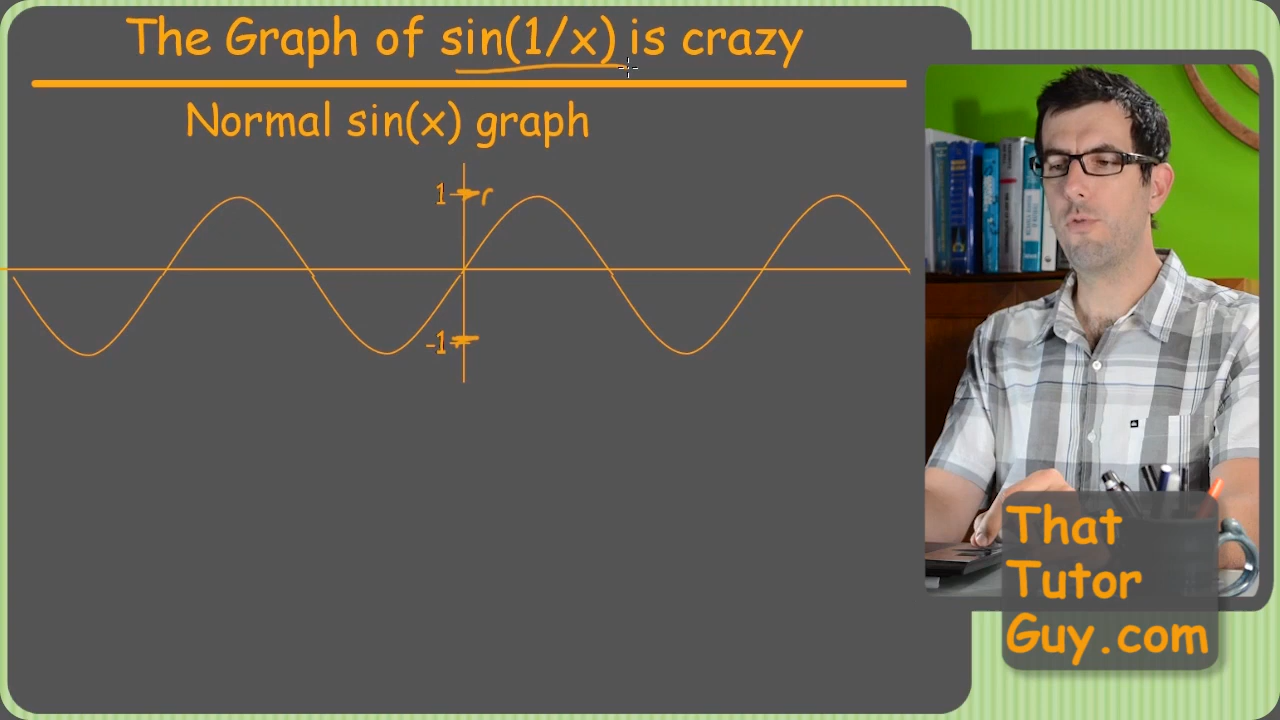 The Graph of sin(1/x) is crazy
Normal sin(x) graph
1
-1
That
Tutor
Guy.com